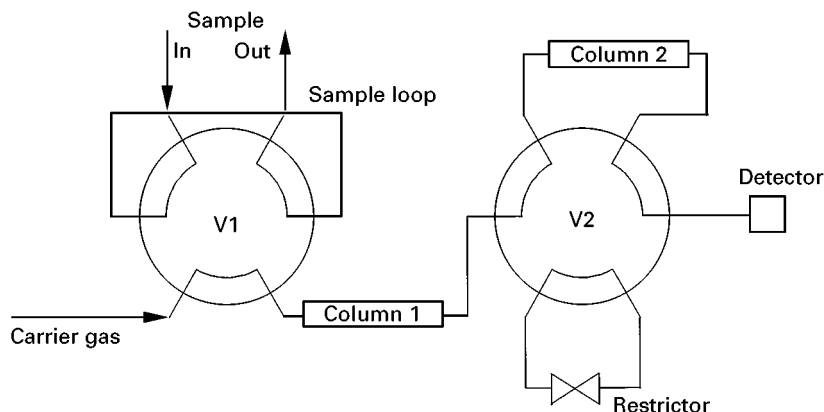 Sample
In Out
Sample loop
Column 2
Detector
V1
V2
Carrier gas
Column 1
Restrictor